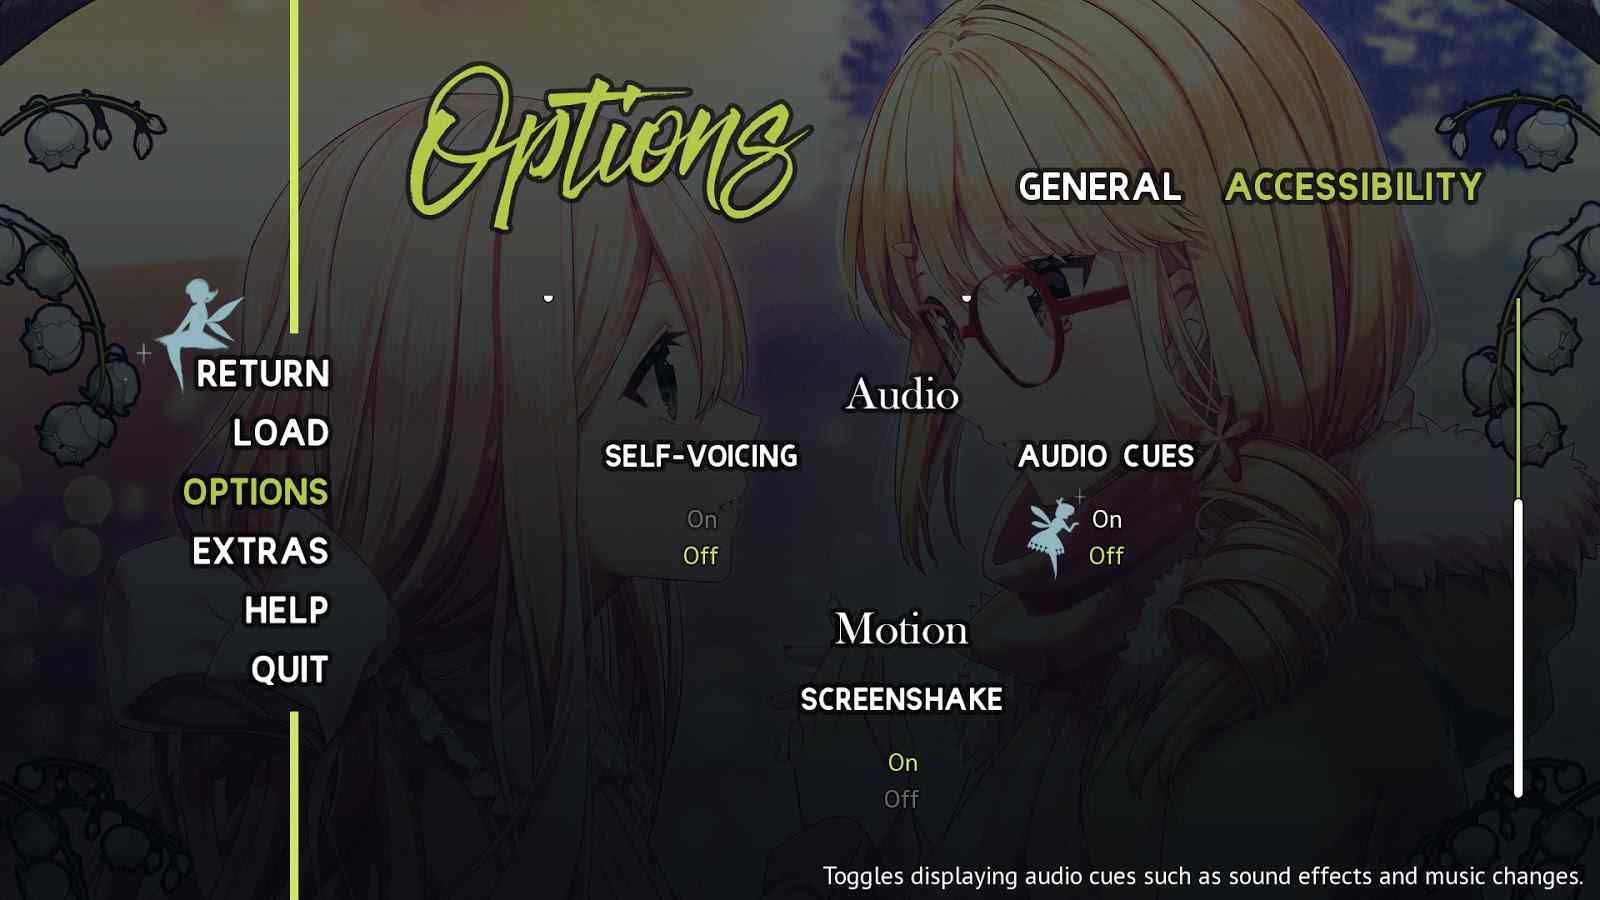 Options
GENERAL ACCESSIBILITY
RETURN
LOAD
OPTIONS
EXTRAS
HELP
QUIT
Audio
SELF-VOICING
On
Off
AUDIO CUES
On
Off
Motion
SCREENSHAKE
On
Off
Toggles displaying audio cues such as sound effects and music changes.